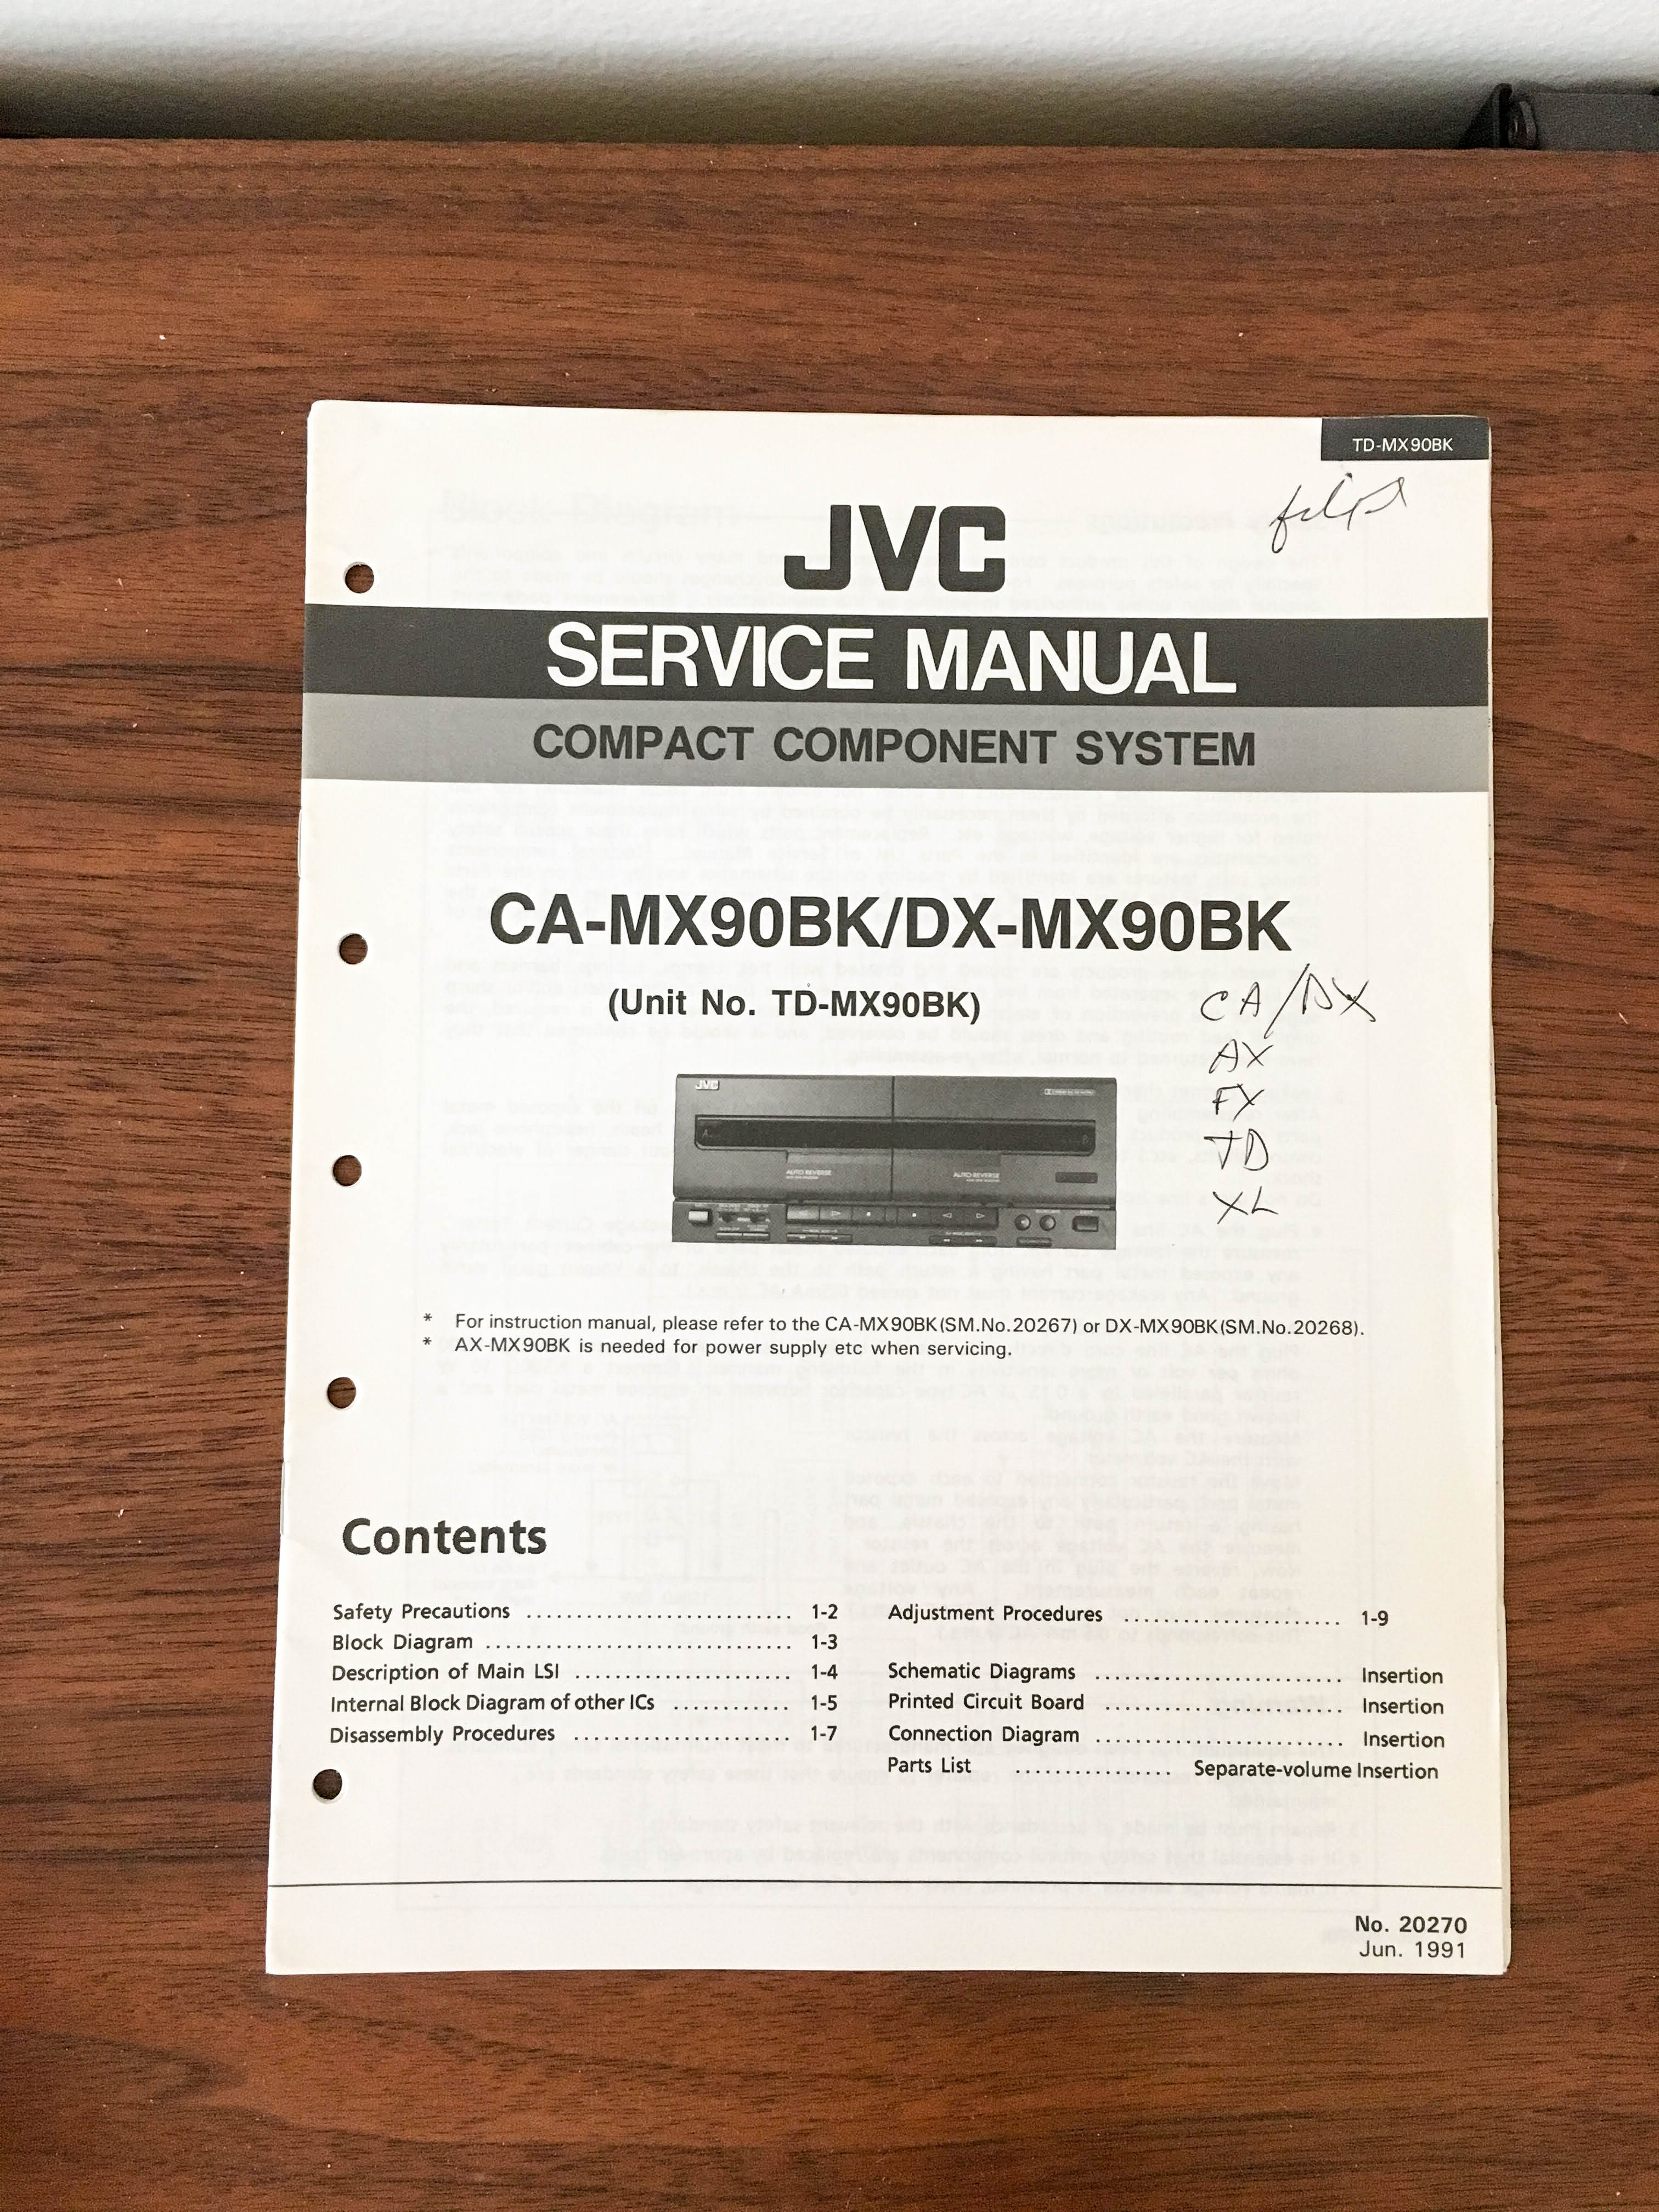 TD-MX90BK
JVC
SERVICE MANUAL
COMPACT COMPONENT SYSTEM
CA-MX90BK/DX-MX90BK
(Unit No. TD-MX90BK)
CA/DX
AX
FX
TD
XL
JVC
A
B
AUTO REVERSE
AUTO REVERSE
* For instruction manual, please refer to the CA-MX90BK(SM.No.20267) or DX-MX90BK(SM.No.20268).
* AX-MX90BK is needed for power supply etc when servicing.
Contents
Safety Precautions ........................... 1-2
Block Diagram ............................... 1-3
Description of Main LSI ...................... 1-4
Internal Block Diagram of other ICs ............ 1-5
Disassembly Procedures ...................... 1-7
Adjustment Procedures ...................... 1-9
Schematic Diagrams ......................... Insertion
Printed Circuit Board ........................ Insertion
Connection Diagram ......................... Insertion
Parts List ................ Separate-volume Insertion
No. 20270
Jun. 1991